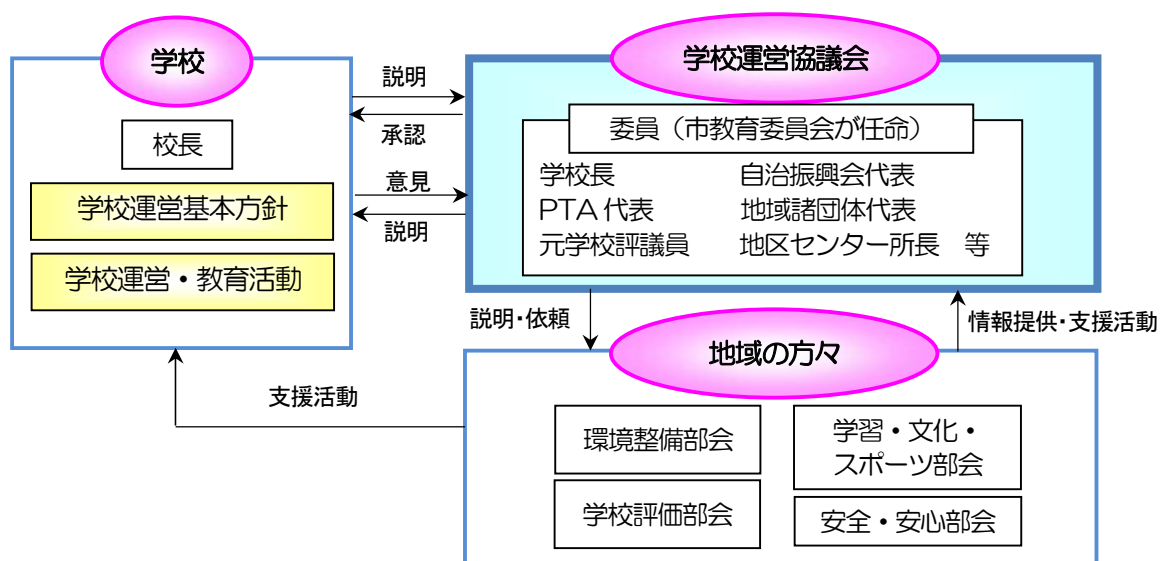 学校
校長
学校運営基本方針
学校運営・教育活動
説明
承認
意見
説明
学校運営協議会
委員（市教育委員会が任命）
学校長 自治振興会代表
PTA 代表 地域諸団体代表
元学校評議員 地区センター所長 等
説明・依頼
情報提供・支援活動
支援活動
地域の方々
環境整備部会
学習・文化・
スポーツ部会
学校評価部会
安全・安心部会